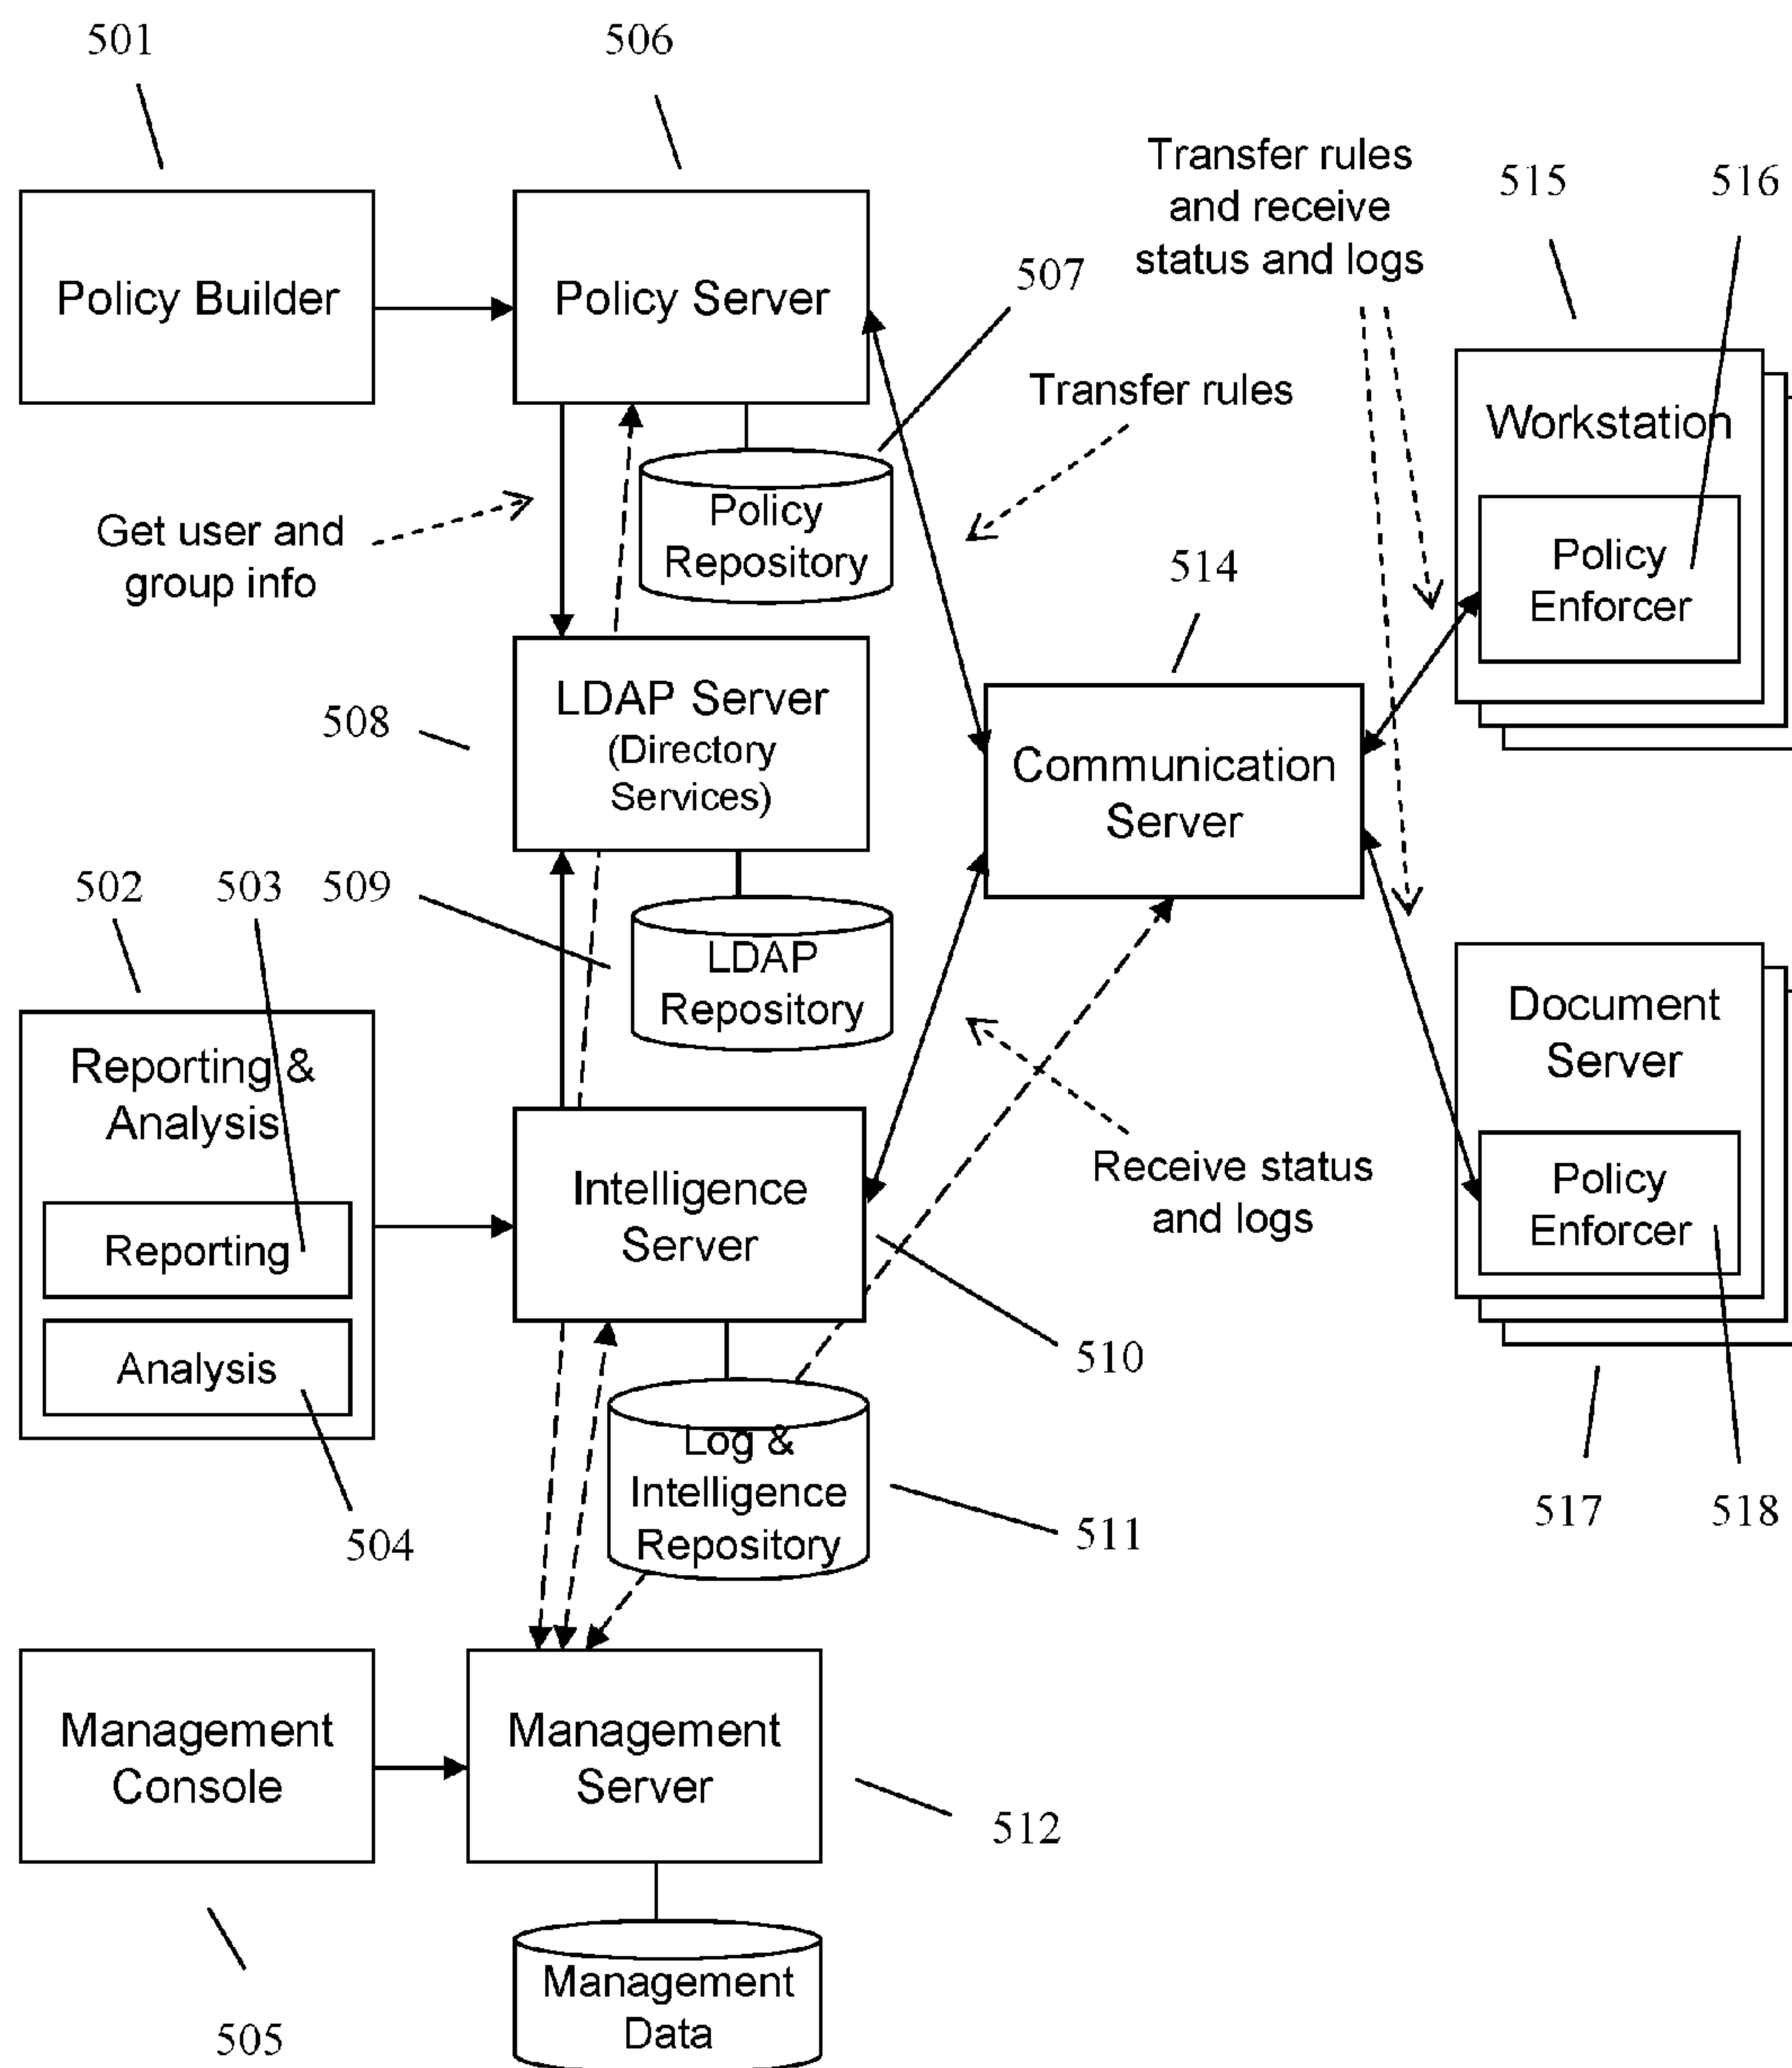 501
506
Transfer rules
and receive
status and logs
515
516
Policy Builder
Policy Server
507
Transfer rules
Workstation
Policy
Enforcer
Get user and
group info
Policy
Repository
514
508
LDAP Server
(Directory
Services)
Communication
Server
502
503
509
LDAP
Repository
Document
Server
Reporting &
Analysis
Reporting
Analysis
504
Intelligence
Server
Receive status
and logs
Policy
Enforcer
510
Log &
Intelligence
Repository
511
517
518
Management
Console
Management
Server
512
505
Management
Data